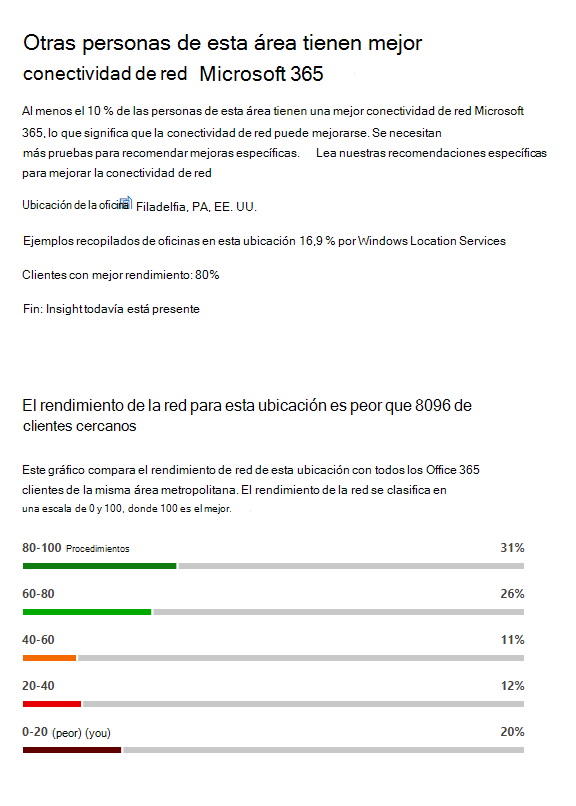 Otras personas de esta área tienen mejor
conectividad de red Microsoft 365
Al menos el 10 % de las personas de esta área tienen una mejor conectividad de red Microsoft
365, lo que significa que la conectividad de red puede mejorarse. Se necesitan
más pruebas para recomendar mejoras específicas. Lea nuestras recomendaciones específicas
para mejorar la conectividad de red
Ubicación de la oficina Filadelfia, PA, EE. UU.
Ejemplos recopilados de oficinas en esta ubicación 16,9 % por Windows Location Services
Clientes con mejor rendimiento: 80%
Fin: Insight todavía está presente
El rendimiento de la red para esta ubicación es peor que 8096 de
clientes cercanos
Este gráfico compara el rendimiento de red de esta ubicación con todos los Office 365
clientes de la misma área metropolitana. El rendimiento de la red se clasifica en
una escala de 0 y 100, donde 100 es el mejor.
80-100 Procedimientos 31%
60-80 26%
40-60 11%
20-40 12%
0-20 (peor) (you) 20%